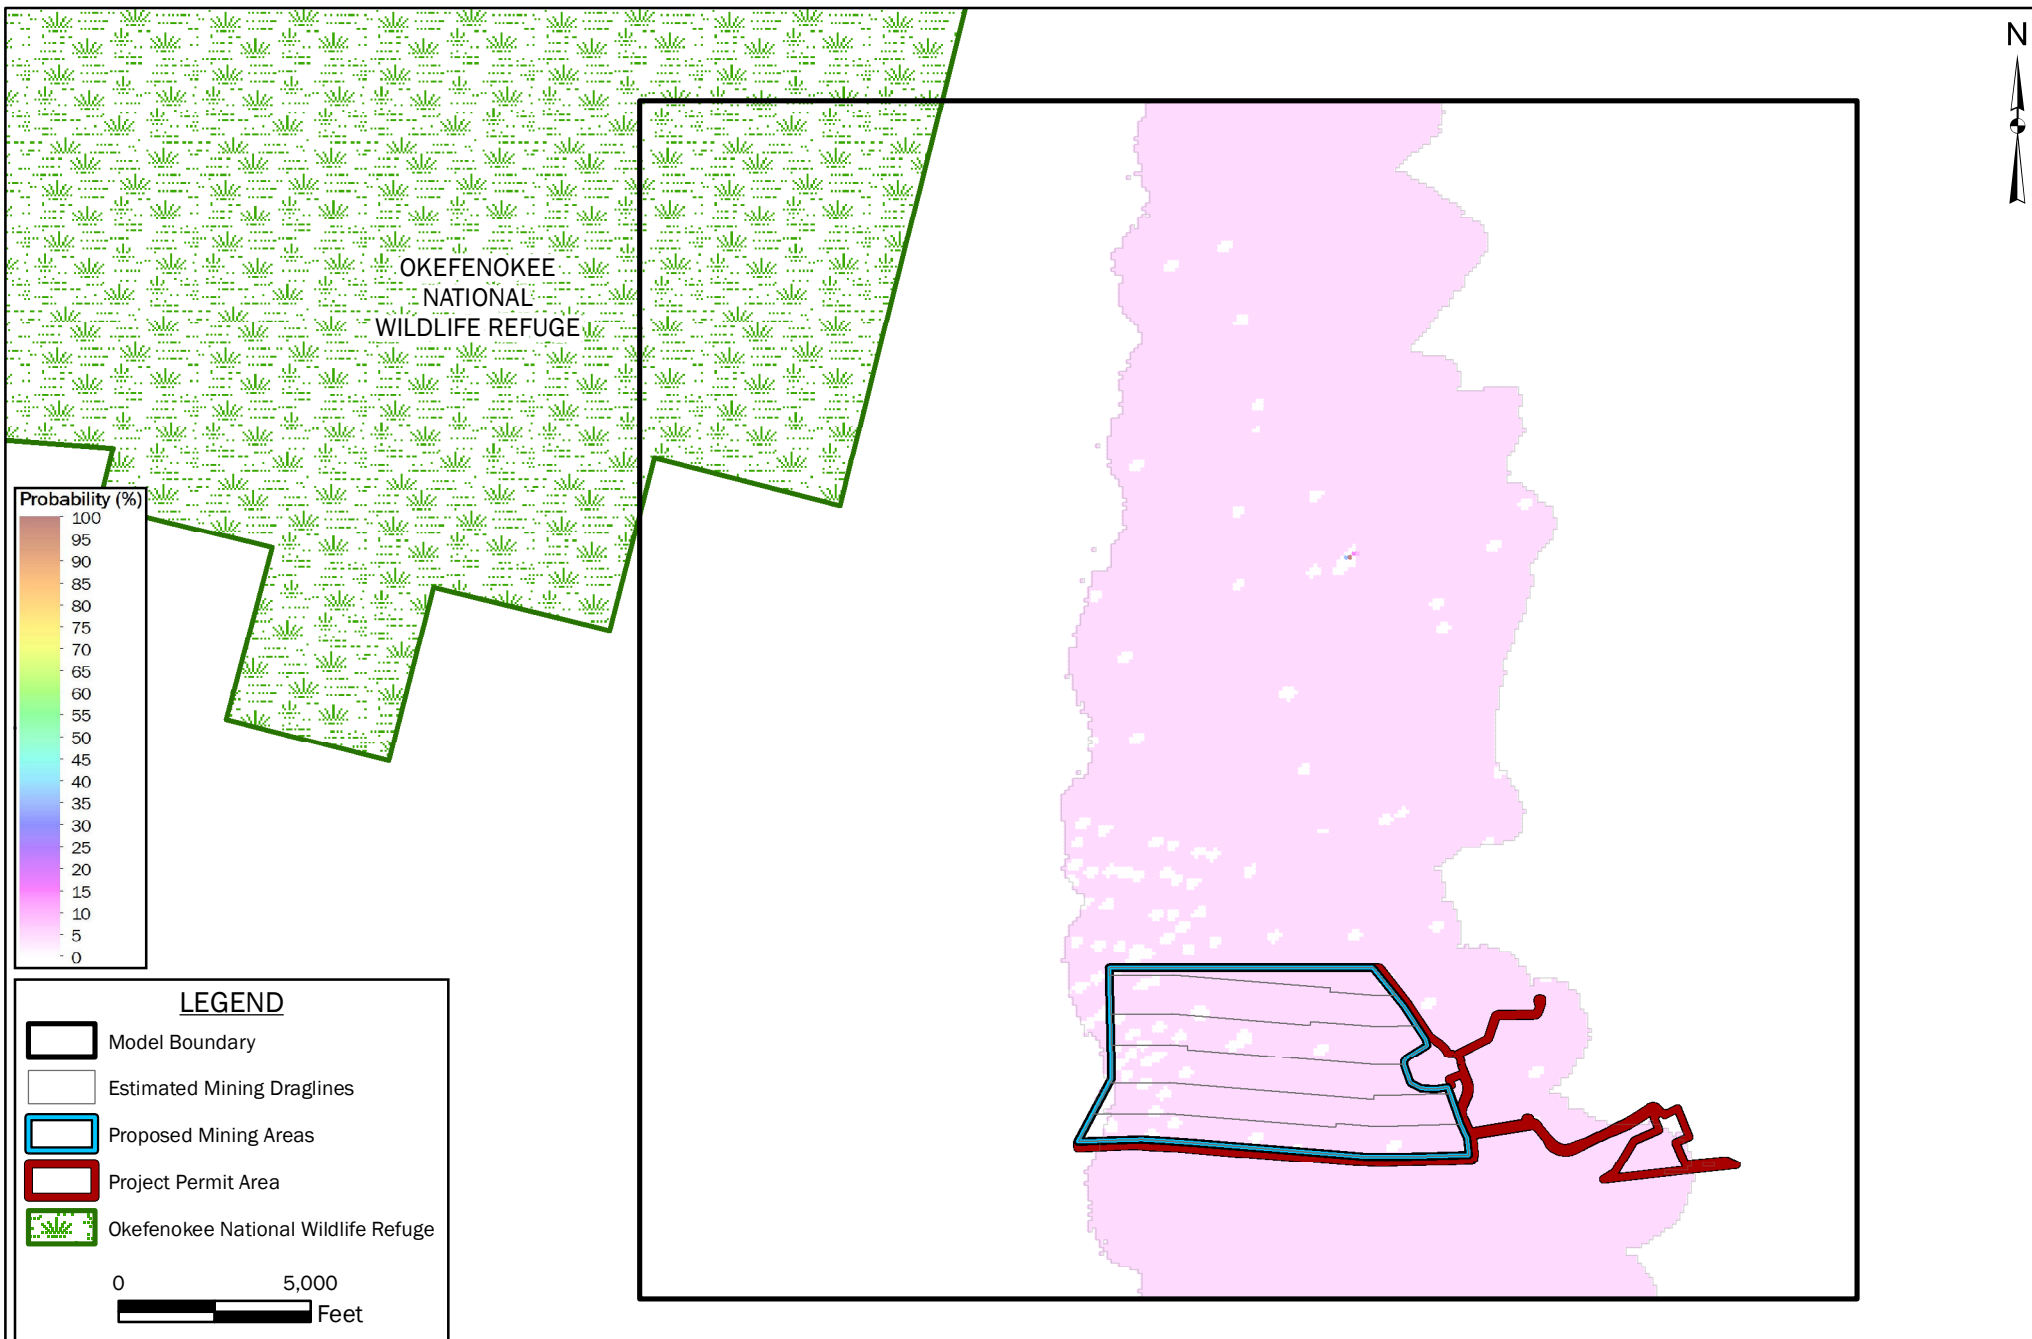 N
OKEFENOKEE
NATIONAL
WILDLIFE REFUGE
Probability (%)
100
95
90
85
80
75
70
65
60
55
50
45
40
35
30
25
20
15
10
5
0
LEGEND
Model Boundary
Estimated Mining Draglines
Proposed Mining Areas
Project Permit Area
Okefenokee National Wildlife Refuge
0 5,000
Feet